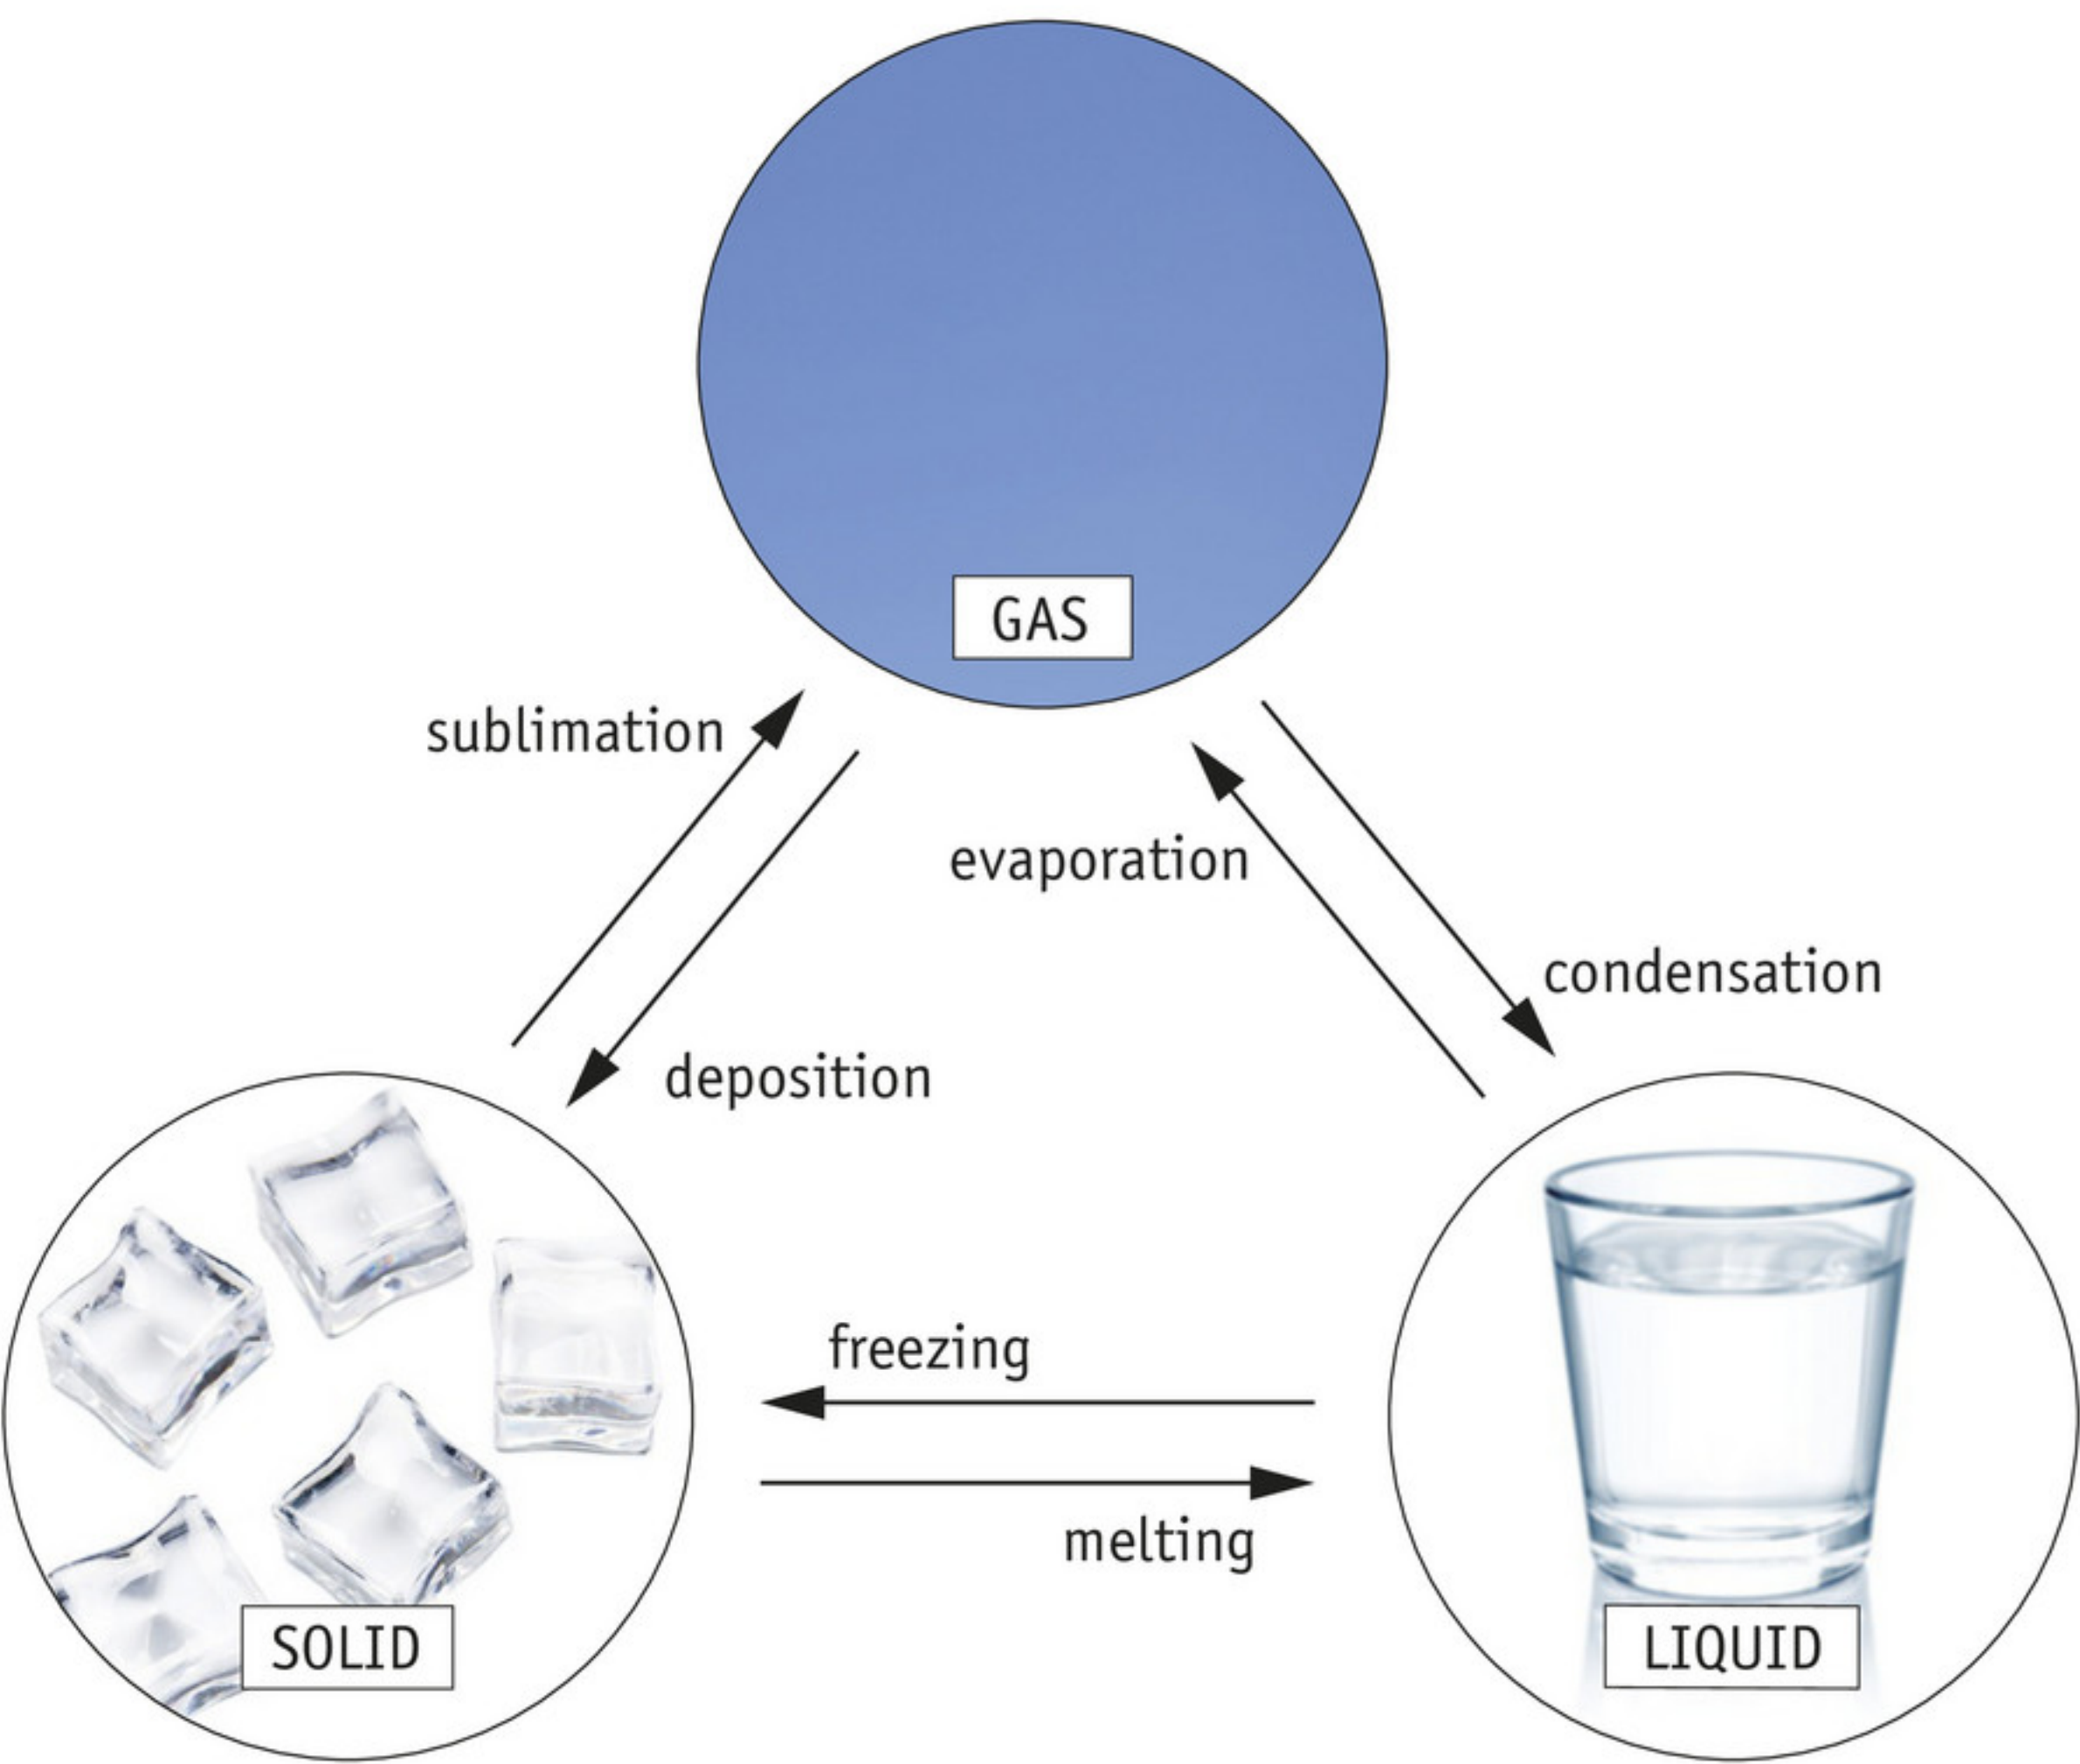 GAS
sublimation
evaporation
condensation
deposition
freezing
melting
SOLID
LIQUID